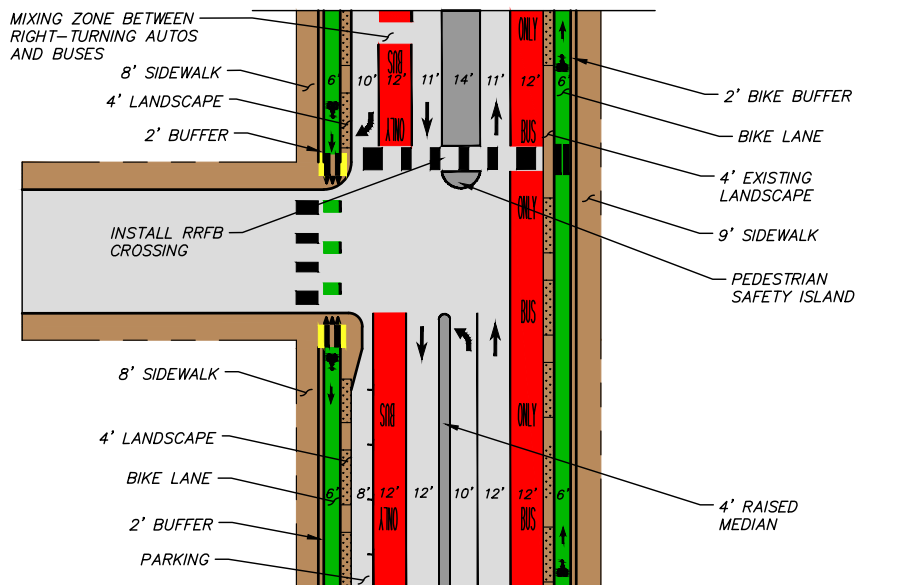 MIXING ZONE BETWEEN
RIGHT-TURNING AUTOS
AND BUSES
8' SIDEWALK
4' LANDSCAPE
2' BUFFER
6'
10'
12'
11'
14'
11'
12'
6'
BUS
ONLY
ONLY
BUS
2' BIKE BUFFER
BIKE LANE
4' EXISTING
LANDSCAPE
9' SIDEWALK
PEDESTRIAN
SAFETY ISLAND
INSTALL RRFB
CROSSING
ONLY
BUS
8' SIDEWALK
4' LANDSCAPE
BIKE LANE
2' BUFFER
PARKING
BUS
ONLY
ONLY
BUS
6'
8'
12'
12'
10'
12'
12'
6'
4' RAISED
MEDIAN